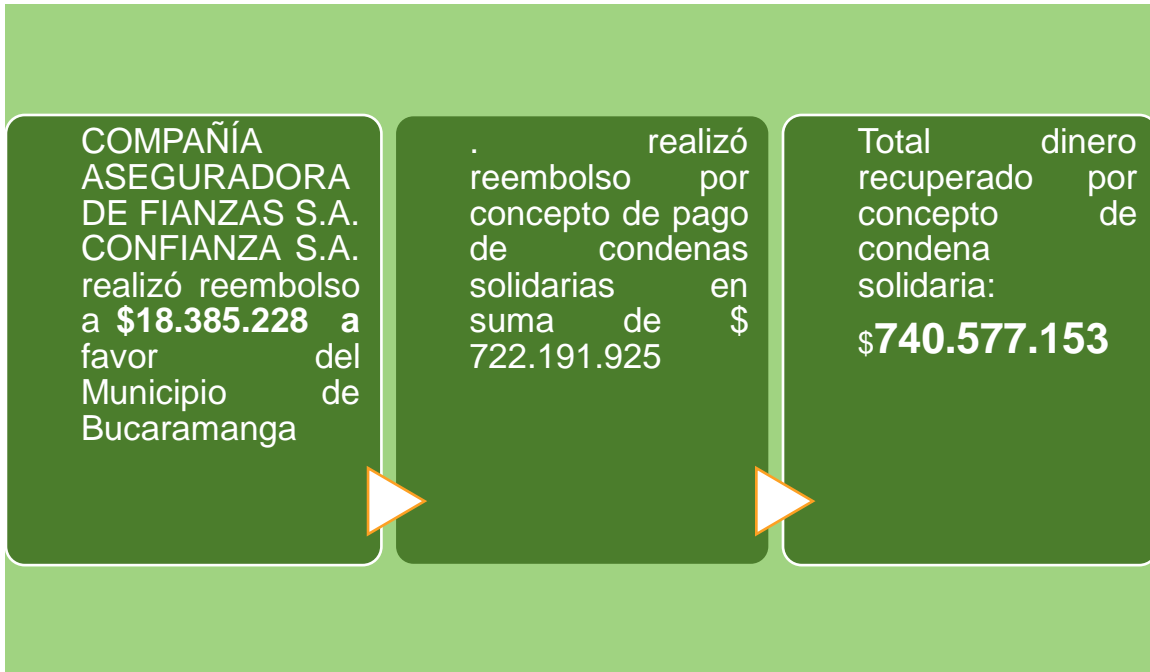 COMPAÑÍA
ASEGURADORA
DE FIANZAS S.A.
CONFIANZA S.A.
realizó reembolso
a $18.385.228 a
favor del
Municipio de
Bucaramanga
. realizó
reembolso por
concepto de pago
de condenas
solidarias en
suma de $
722.191.925
Total dinero
recuperado por
concepto de
condena
solidaria:
$740.577.153